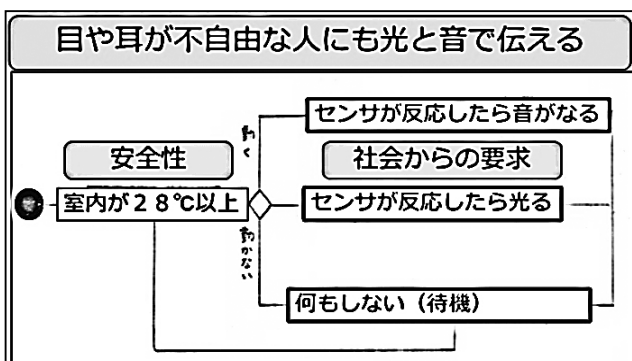 目や耳が不自由な人にも光と音で伝える
センサが反応したら音がなる
動く
安全性
社会からの要求
室内が２８℃以上
センサが反応したら光る
動かない
何もしない（待機）